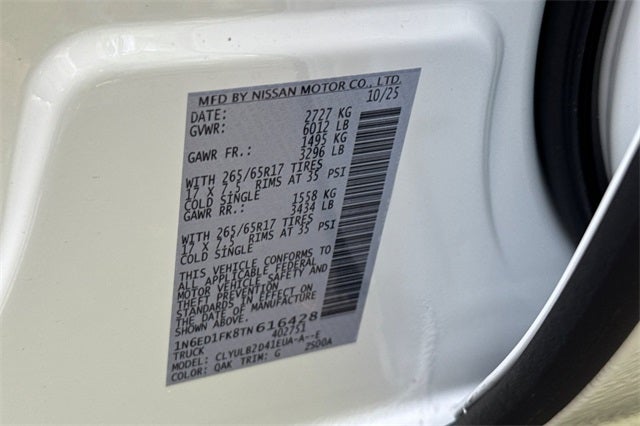 MFD BY NISSAN MOTOR CO., LTD.
DATE: 10/25
GVWR: 2727 KG
6012 LB
GAWR FR.: 1495 KG
3296 LB
WITH 265/65R17 TIRES
17 X 7.5 RIMS AT 35 PSI
COLD SINGLE
GAWR RR.: 1558 KG
3434 LB
WITH 265/65R17 TIRES
17 X 7.5 RIMS AT 35 PSI
COLD SINGLE
THIS VEHICLE CONFORMS TO
ALL APPLICABLE FEDERAL
MOTOR VEHICLE SAFETY AND
THEFT PREVENTION
STANDARDS IN EFFECT ON
THE DATE OF MANUFACTURE
SHOWN ABOVE.
1N6ED1FK8TN616428
TRUCK 402751
MODEL: CLYULB2D41EUA-A--E
COLOR: QAK TRIM: G 2S00A